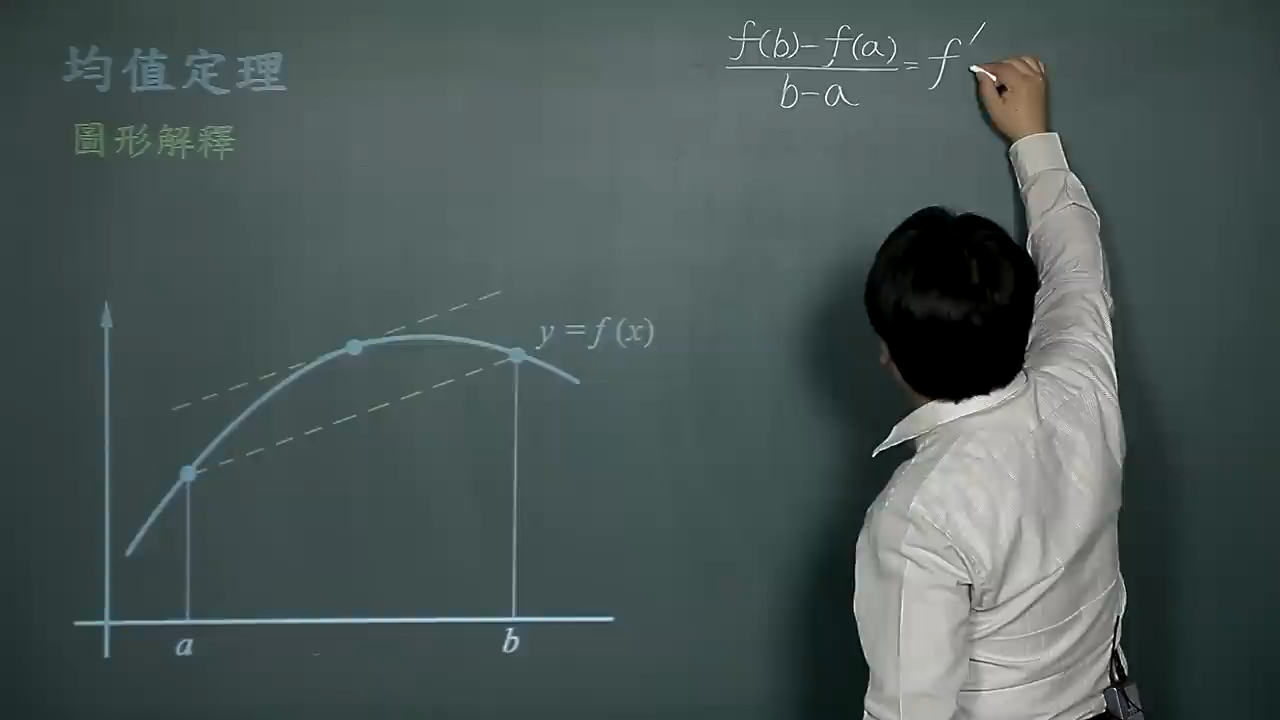 均值定理
圖形解釋
f(b)-f(a)
b-a
= f′
y = f(x)
a
b